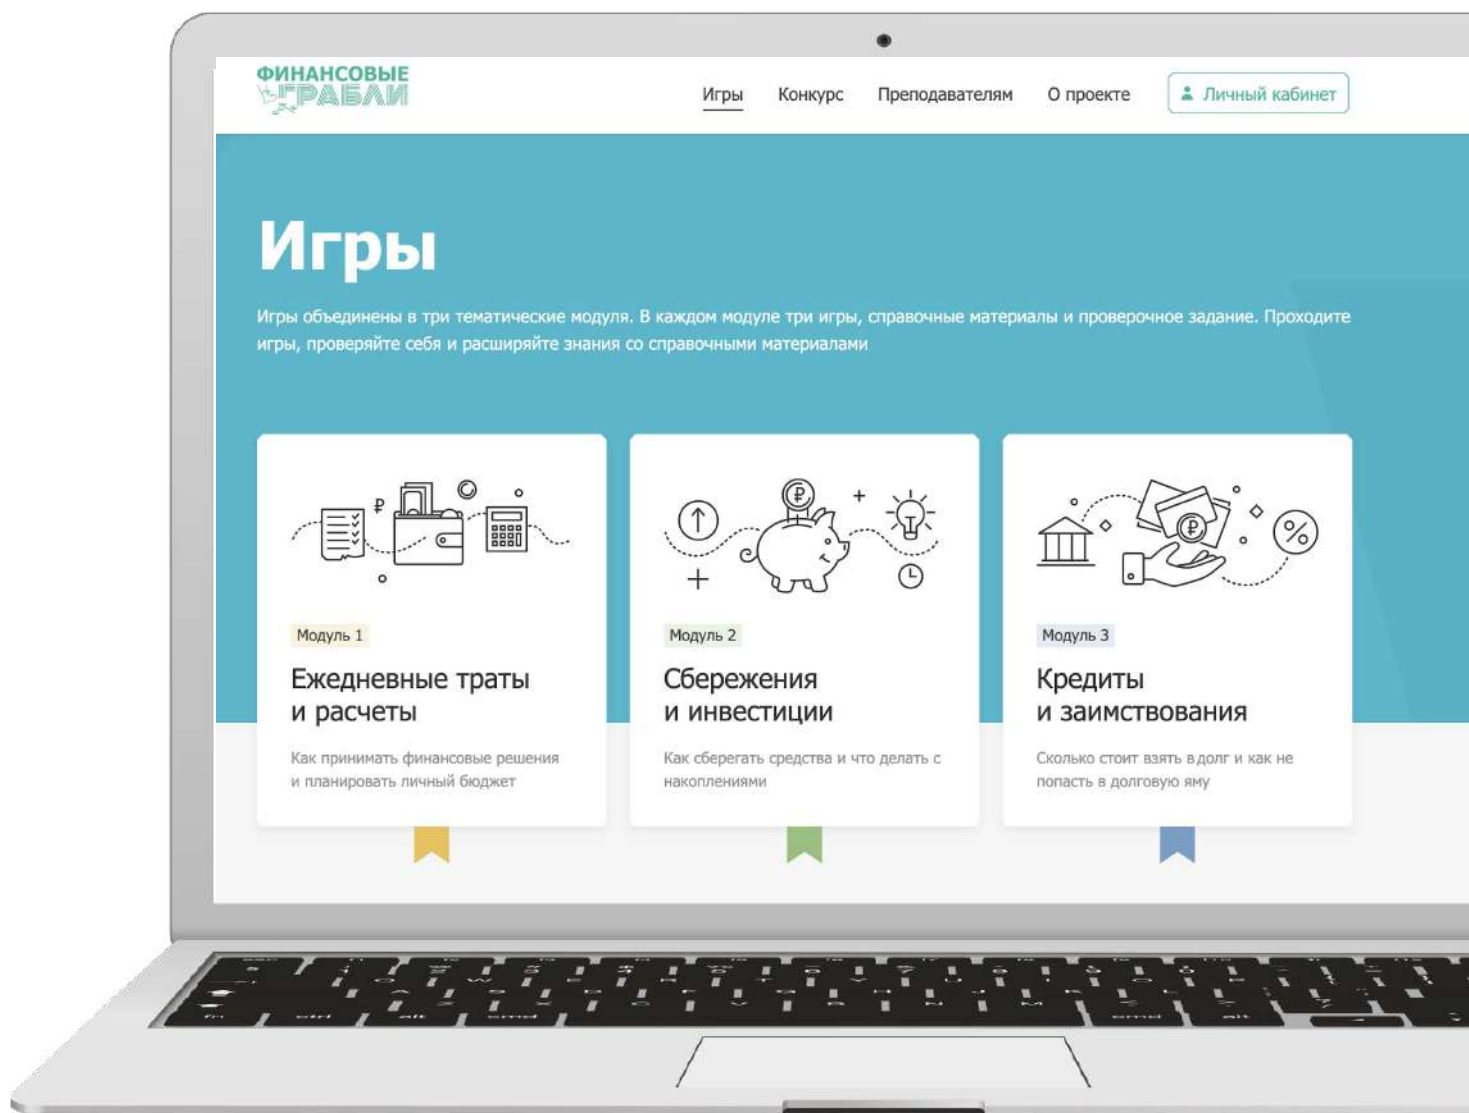 ФИНАНСОВЫЕ
ГРАБЛИ
Игры Конкурс Преподавателям О проекте Личный кабинет
Игры
Игры объединены в три тематические модуля. В каждом модуле три игры, справочные материалы и проверочное задание. Проходите
игры, проверяйте себя и расширяйте знания со справочными материалами
Модуль 1
Ежедневные траты
и расчеты
Как принимать финансовые решения
и планировать личный бюджет
Модуль 2
Сбережения
и инвестиции
Как сберегать средства и что делать с
накоплениями
Модуль 3
Кредиты
и заимствования
Сколько стоит взять в долг и как не
попасть в долговую яму